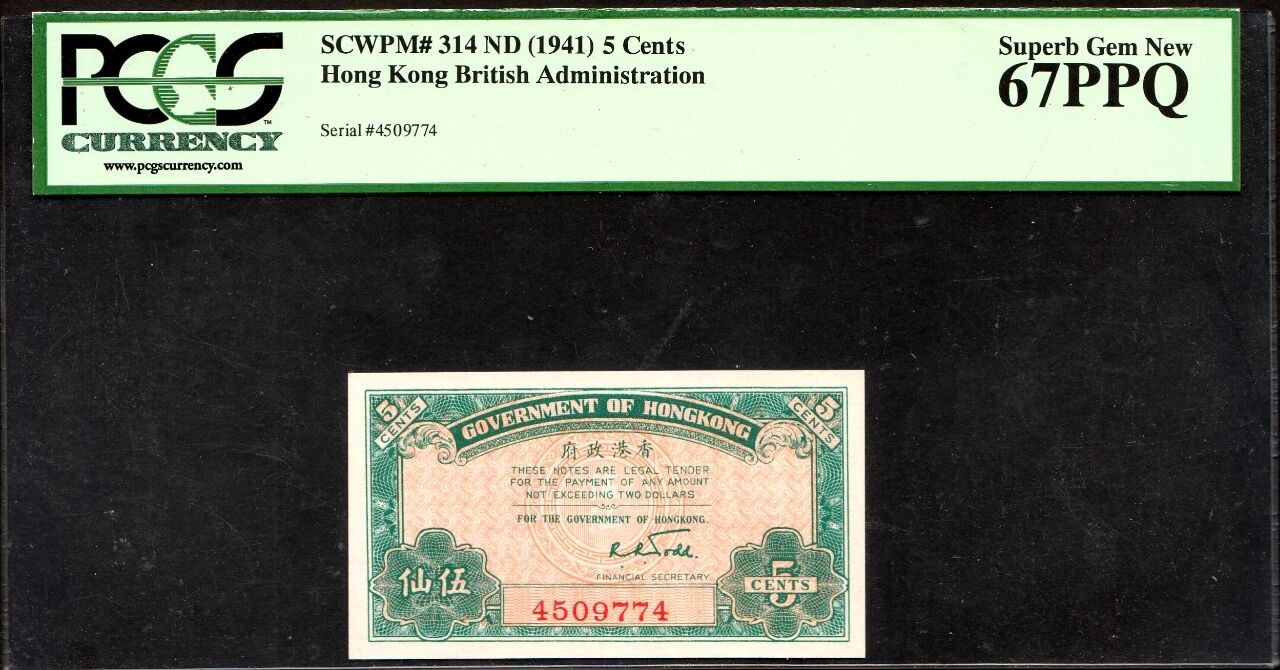 PCGS
CURRENCY
™
www.pcgscurrency.com
SCWPM# 314 ND (1941) 5 Cents
Hong Kong British Administration
Serial #4509774
Superb Gem New
67PPQ
5 CENTS
GOVERNMENT OF HONGKONG
5 CENTS
府政港香
THESE NOTES ARE LEGAL TENDER
FOR THE PAYMENT OF ANY AMOUNT
NOT EXCEEDING TWO DOLLARS
FOR THE GOVERNMENT OF HONGKONG.
R R Todd.
FINANCIAL SECRETARY.
仙伍
5 CENTS
4509774